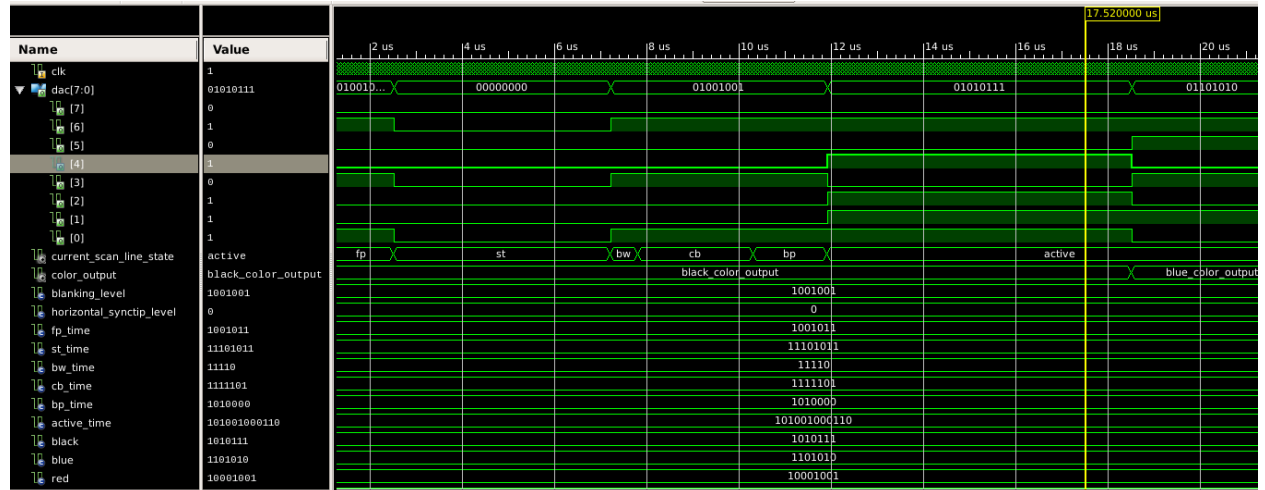 17.520000 us
Name Value 2 us 4 us 6 us 8 us 10 us 12 us 14 us 16 us 18 us 20 us
clk 1
dac[7:0] 01010111 010010... 00000000 01001001 01010111 01101010
[7] 0
[6] 1
[5] 0
[4] 1
[3] 0
[2] 1
[1] 1
[0] 1
current_scan_line_state active fp st bw cb bp active
color_output black_color_output black_color_output blue_color_output
blanking_level 1001001 1001001
horizontal_synctip_level 0 0
fp_time 1001011 1001011
st_time 11101011 11101011
bw_time 11110 11110
cb_time 1111101 1111101
bp_time 1010000 1010000
active_time 101001000110 101001000110
black 1010111 1010111
blue 1101010 1101010
red 10001001 10001001